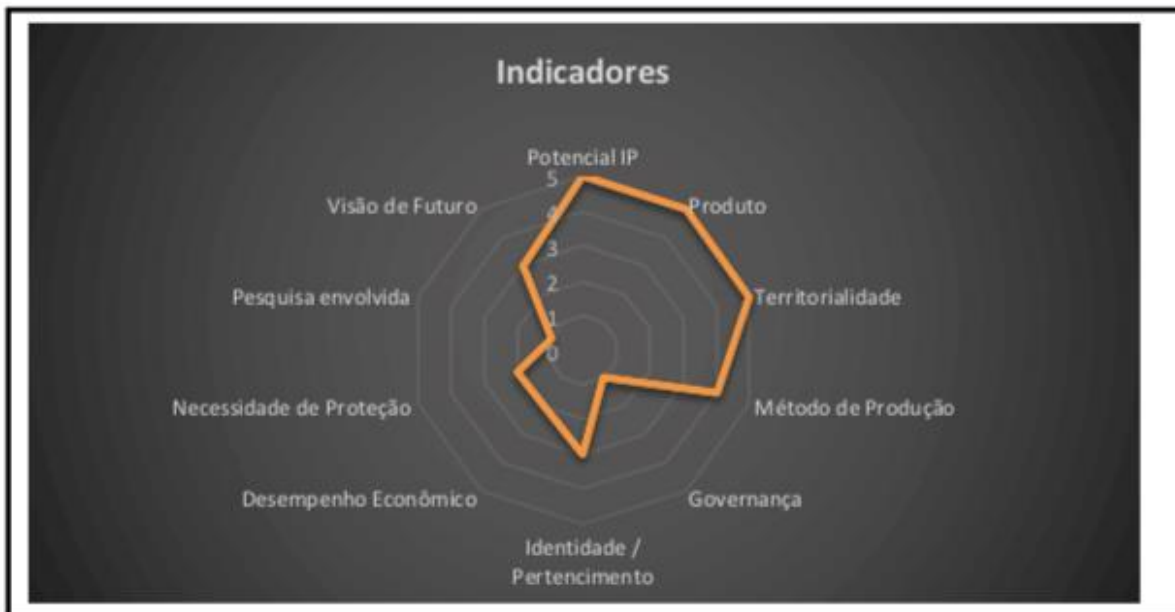 Indicadores
Potencial IP
5
Visão de Futuro
4
Produto
3
Pesquisa envolvida
2
Territorialidade
1
0
Necessidade de Proteção
Método de Produção
Desempenho Econômico
Governança
Identidade /
Pertencimento